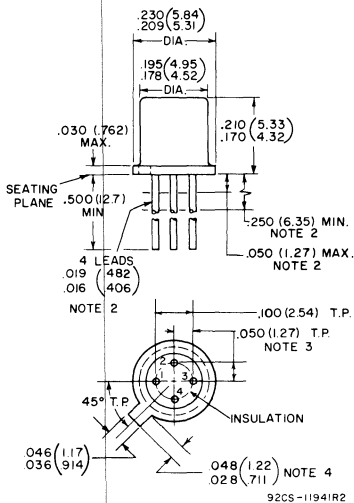 .230 (5.84)
.209 (5.31)
DIA.
.195 (4.95)
.178 (4.52)
DIA.
.030 (.762)
MAX.
.210 (5.33)
.170 (4.32)
SEATING
PLANE
.500 (12.7)
MIN
.250 (6.35) MIN.
NOTE 2
.050 (1.27) MAX.
NOTE 2
4 LEADS
.019 (.482)
.016 (.406)
NOTE 2
.100 (2.54) T.P.
.050 (1.27) T.P.
NOTE 3
2
1
3
4
45° T.P.
INSULATION
.046 (1.17)
.036 (.914)
.048 (1.22)
.028 (.711) NOTE 4
92CS-11941R2